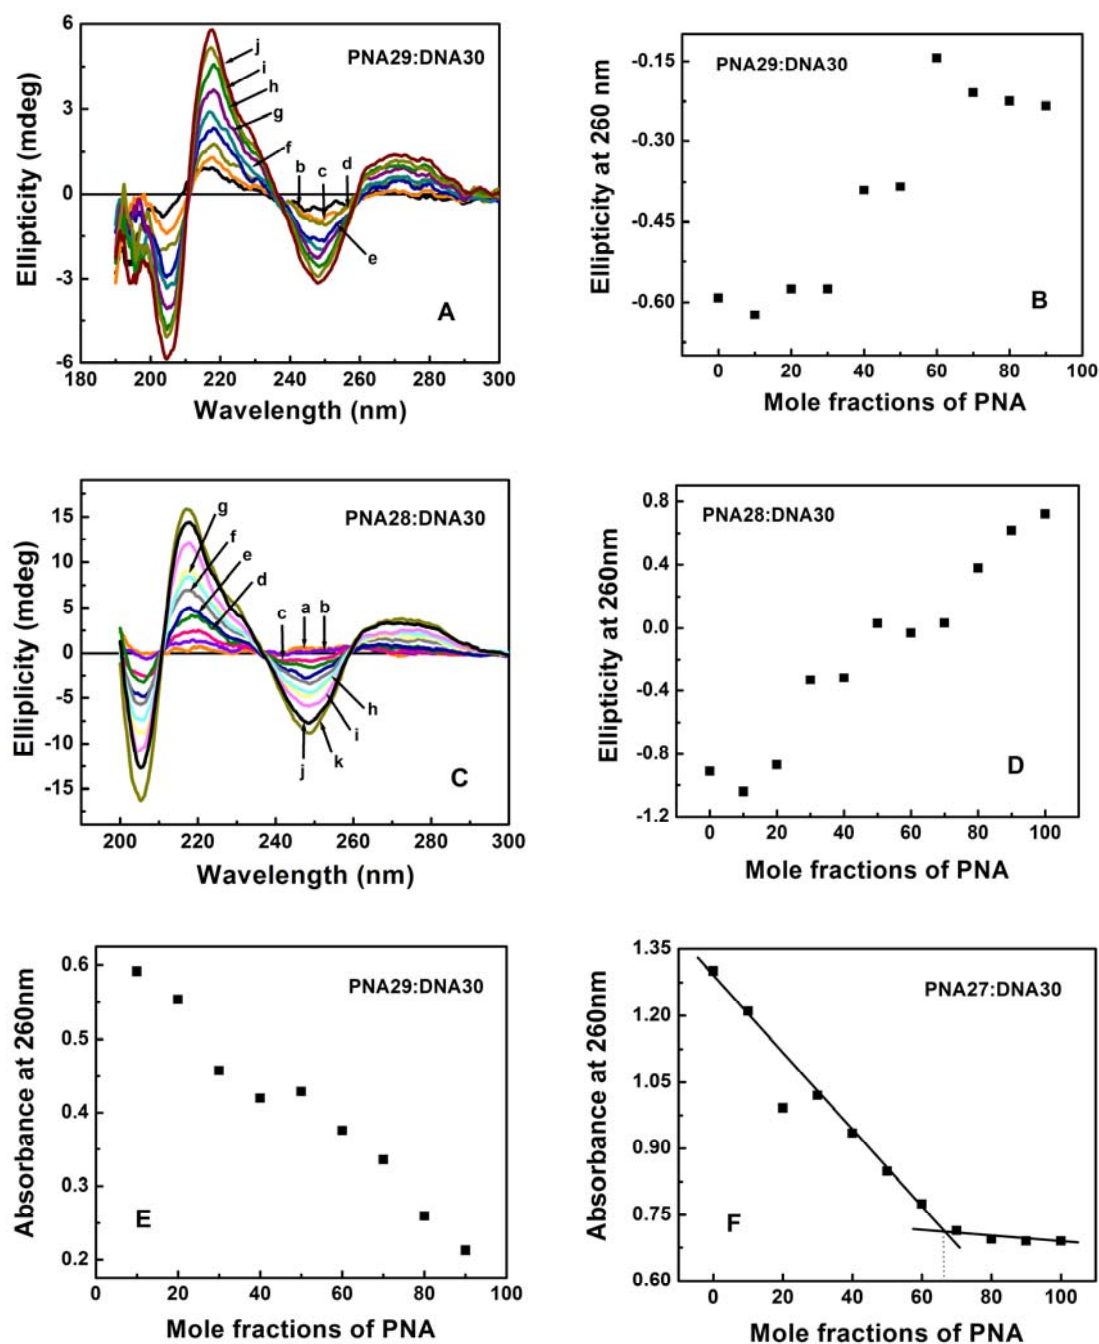 PNA29:DNA30
Ellipticity (mdeg)
6
3
0
-3
-6
j
i
h
g
f
b c d
e
A
180 200 220 240 260 280 300
Wavelength (nm)
PNA29:DNA30
Ellipticity at 260 nm
-0.15
-0.30
-0.45
-0.60
B
0 20 40 60 80 100
Mole fractions of PNA
PNA28:DNA30
Elliplicity (mdeg)
15
10
5
0
-5
-10
-15
g
f
e
d
c a b
h
i
j k
C
200 220 240 260 280 300
Wavelength (nm)
PNA28:DNA30
Ellipticity at 260nm
0.8
0.4
0.0
-0.4
-0.8
-1.2
D
0 20 40 60 80 100
Mole fractions of PNA
PNA29:DNA30
Absorbance at 260nm
0.6
0.5
0.4
0.3
0.2
E
0 20 40 60 80 100
Mole fractions of PNA
PNA27:DNA30
Absorbance at 260nm
1.35
1.20
1.05
0.90
0.75
0.60
F
0 20 40 60 80 100
Mole fractions of PNA